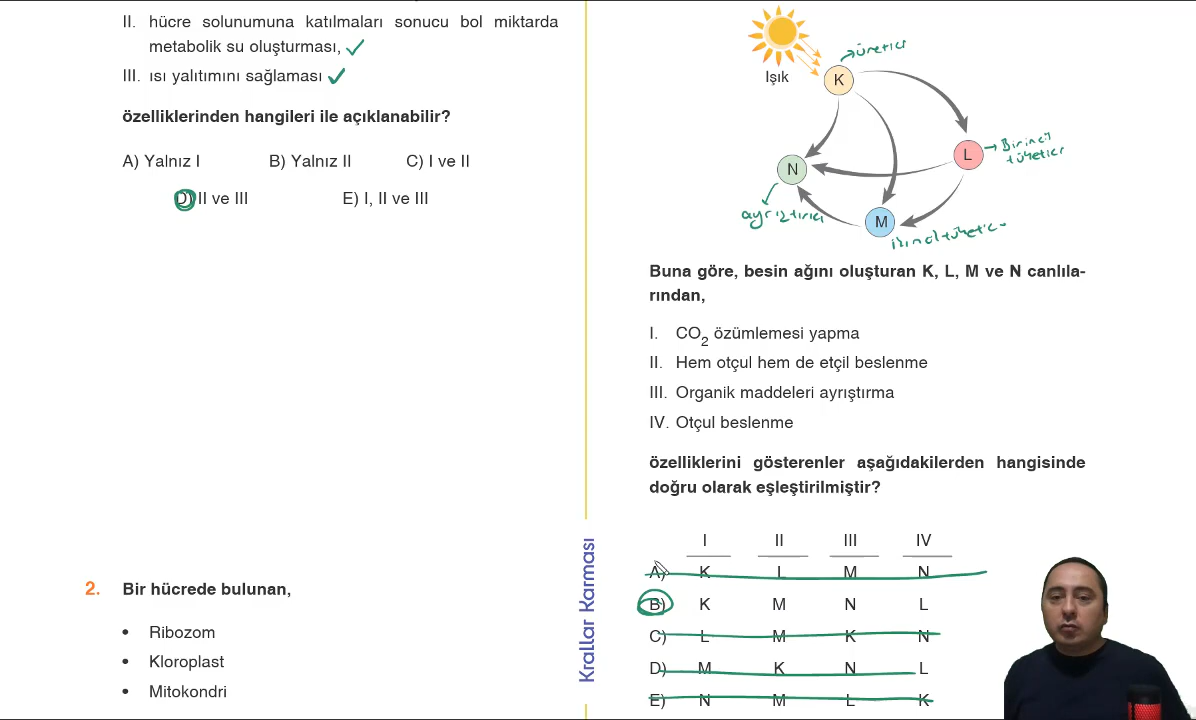 II. hücre solunumuna katılmaları sonucu bol miktarda
metabolik su oluşturması,
III. ısı yalıtımını sağlaması
özelliklerinden hangileri ile açıklanabilir?
A) Yalnız I B) Yalnız II C) I ve II
D) II ve III E) I, II ve III
2. Bir hücrede bulunan,
• Ribozom
• Kloroplast
• Mitokondri
Krallar Karması
Işık
K
üretici
L
Birincil
tüketici
N
ayrıştırıcı
M
ikincil tüketici
Buna göre, besin ağını oluşturan K, L, M ve N canlıla-
rından,
I. CO2 özümlemesi yapma
II. Hem otçul hem de etçil beslenme
III. Organik maddeleri ayrıştırma
IV. Otçul beslenme
özelliklerini gösterenler aşağıdakilerden hangisinde
doğru olarak eşleştirilmiştir?
I II III IV
A) K L M N
B) K M N L
C) L M K N
D) M K N L
E) N M L K